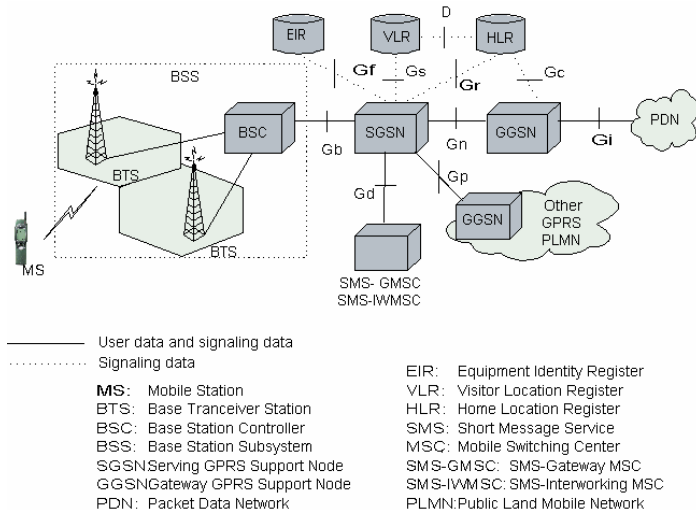 D
EIR
VLR
HLR
Gf
Gs
Gr
Gc
BSS
BSC
SGSN
GGSN
PDN
Gb
Gn
Gi
BTS
Gp
Gd
GGSN
Other
GPRS
PLMN
BTS
MS
SMS- GMSC
SMS-IWMSC
User data and signaling data
Signaling data
MS: Mobile Station
BTS: Base Tranceiver Station
BSC: Base Station Controller
BSS: Base Station Subsystem
SGSN:Serving GPRS Support Node
GGSN:Gateway GPRS Support Node
PDN: Packet Data Network
EIR: Equipment Identity Register
VLR: Visitor Location Register
HLR: Home Location Register
SMS: Short Message Service
MSC: Mobile Switching Center
SMS-GMSC: SMS-Gateway MSC
SMS-IWMSC: SMS-Interworking MSC
PLMN:Public Land Mobile Network